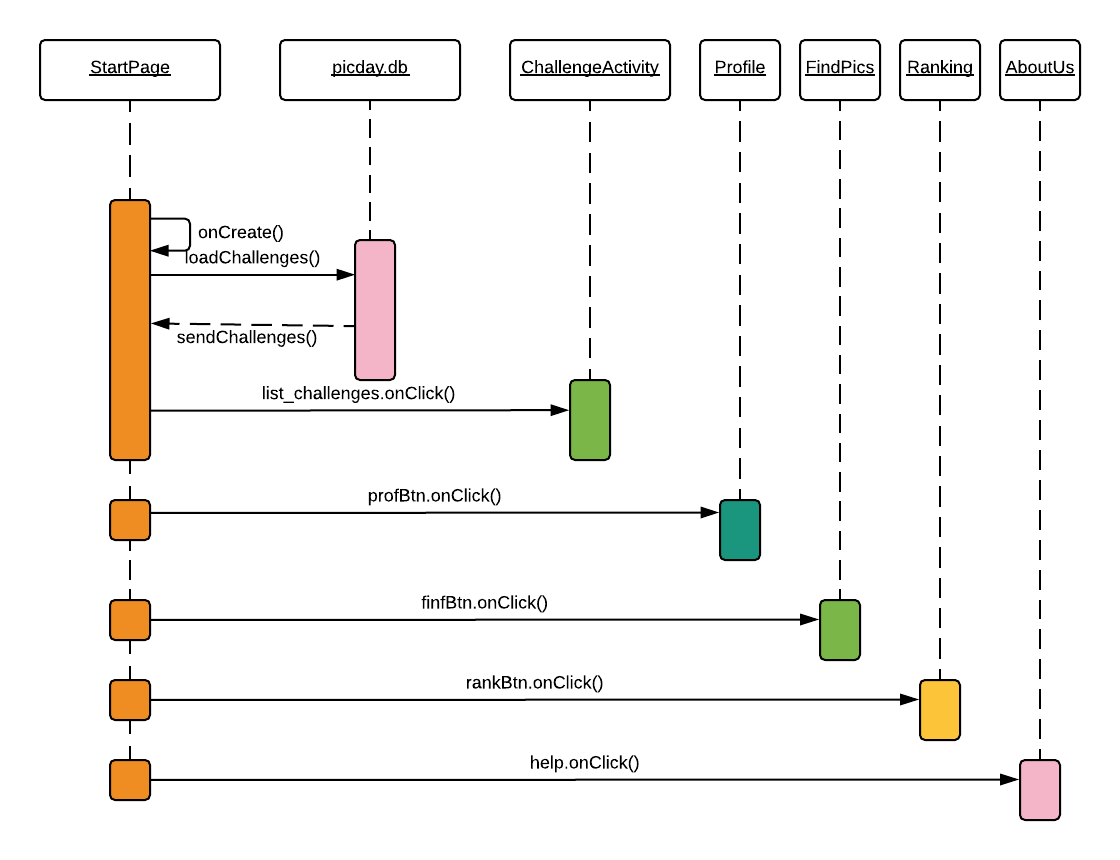 StartPage
picday.db
ChallengeActivity
Profile
FindPics
Ranking
AboutUs
onCreate()
loadChallenges()
sendChallenges()
list_challenges.onClick()
profBtn.onClick()
finfBtn.onClick()
rankBtn.onClick()
help.onClick()